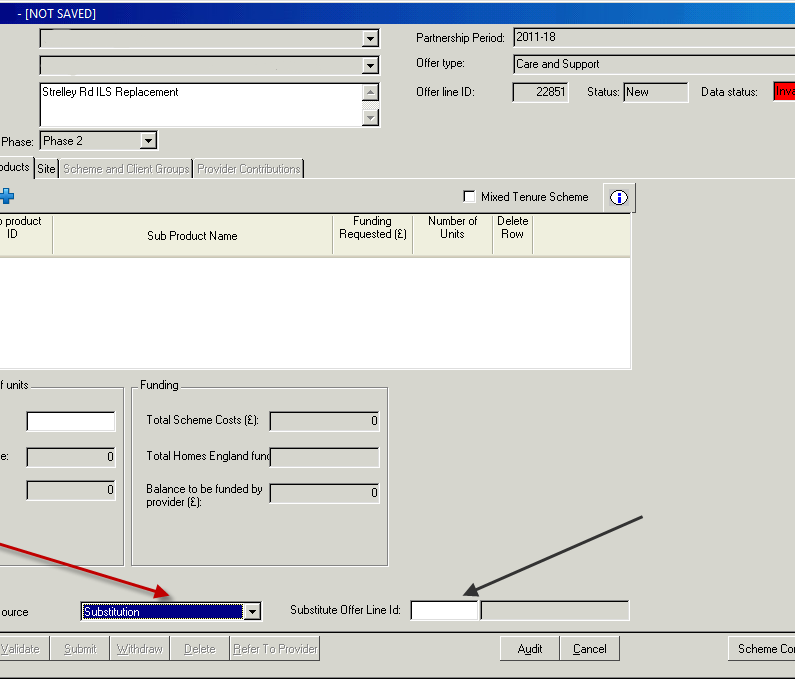 - [NOT SAVED]
Partnership Period: 2011-18
Offer type: Care and Support
Strelley Rd ILS Replacement
Offer line ID: 22851 Status: New Data status: Inva
Phase: Phase 2
oducts Site Scheme and Client Groups Provider Contributions
Mixed Tenure Scheme
o product ID Sub Product Name Funding Requested (£) Number of Units Delete Row
f units Funding
Total Scheme Costs (£): 0
e: 0 Total Homes England fund
0 Balance to be funded by provider (£): 0
ource Substitution Substitute Offer Line Id:
Validate Submit Withdraw Delete Refer To Provider Audit Cancel Scheme Con